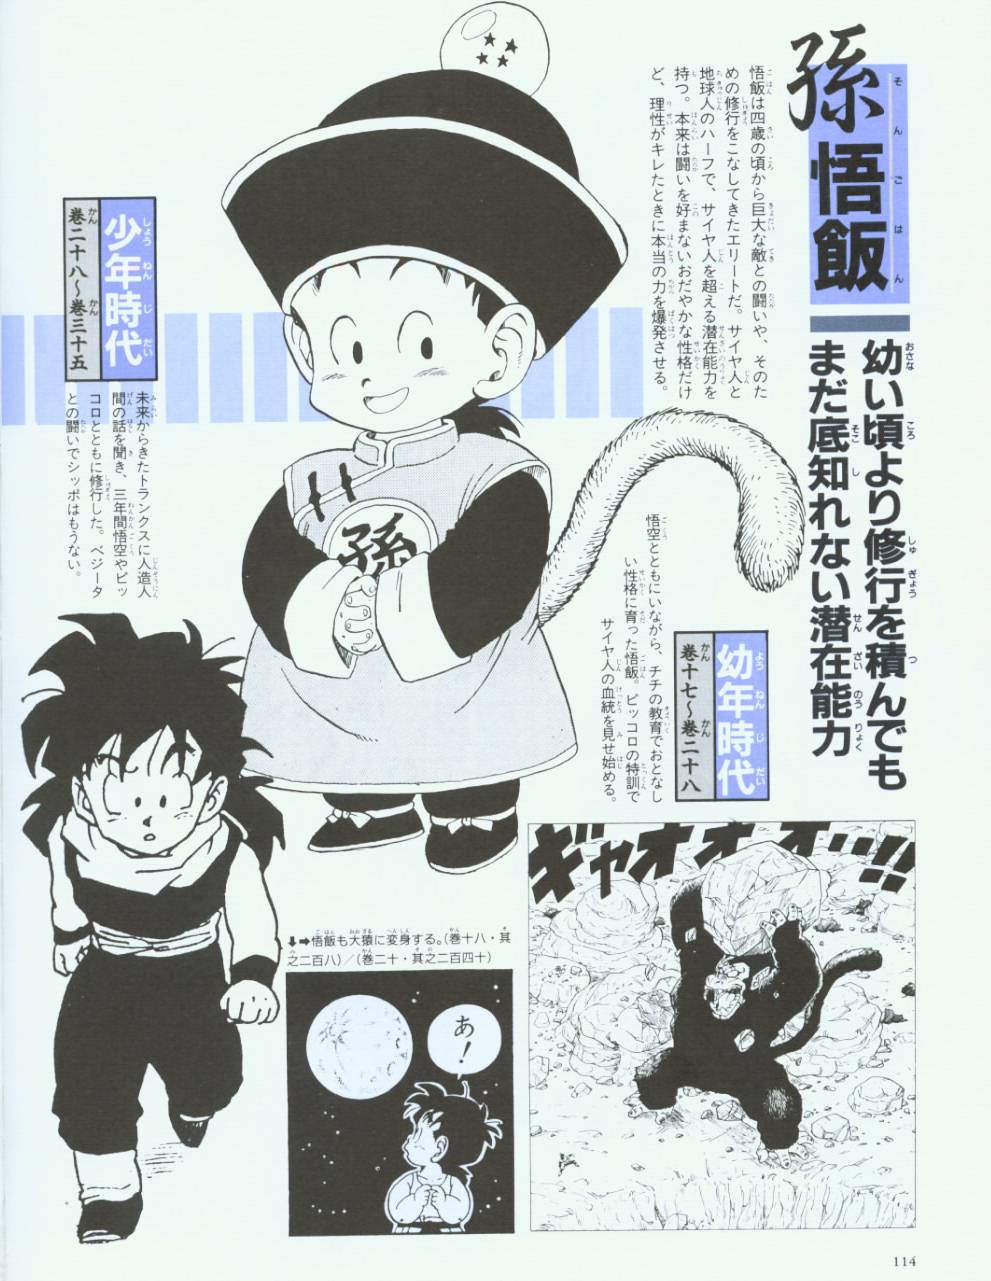 孫悟飯
そんごはん
幼い頃より修行を積んでも
まだ底知れない潜在能力
悟飯は四歳の頃から巨大な敵との闘いや、そのた
めの修行をこなしてきたエリートだ。サイヤ人と
地球人のハーフで、サイヤ人を超える潜在能力を
持つ。本来は闘いを好まないおだやかな性格だけ
ど、理性がキレたときに本当の力を爆発させる。
幼年時代
巻十七〜巻二十八
悟空とともにいながら、チチの教育でおとなし
い性格に育った悟飯。ピッコロの特訓で
サイヤ人の血統を見せ始める。
孫
少年時代
巻二十八〜巻三十五
未来からきたトランクスに人造人
間の話を聞き、三年間悟空やピッ
コロとともに修行した。ベジータ
との闘いでシッポはもうない。
ギャオオオ・・!!
⬇➡悟飯も大猿に変身する。(巻十八・其
之二百八)／(巻二十・其之二百四十)
あ!
114